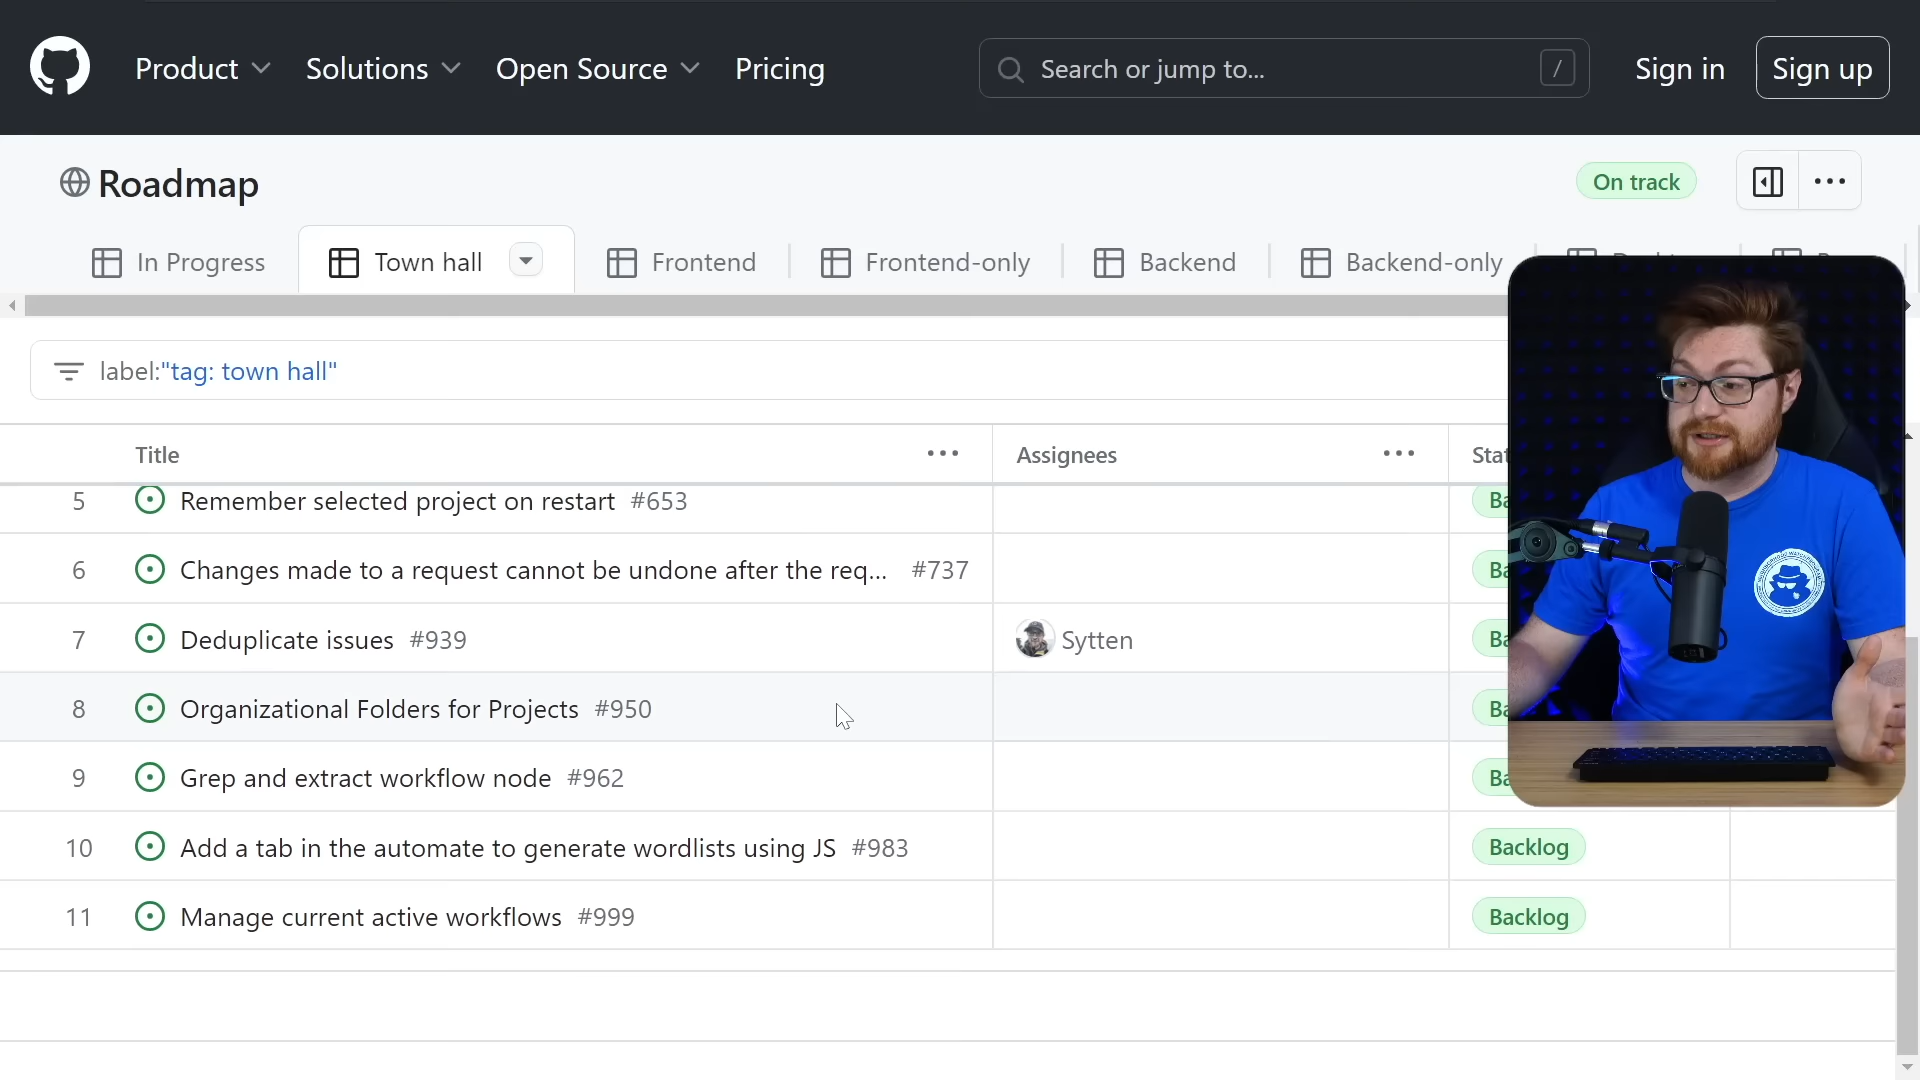 Product
Solutions
Open Source
Pricing
Search or jump to...
/
Sign in
Sign up
Roadmap
On track
In Progress
Town hall
Frontend
Frontend-only
Backend
Backend-only
label:"tag: town hall"
Title
Assignees
5 Remember selected project on restart #653
6 Changes made to a request cannot be undone after the req... #737
7 Deduplicate issues #939 Sytten
8 Organizational Folders for Projects #950
9 Grep and extract workflow node #962
10 Add a tab in the automate to generate wordlists using JS #983 Backlog
11 Manage current active workflows #999 Backlog